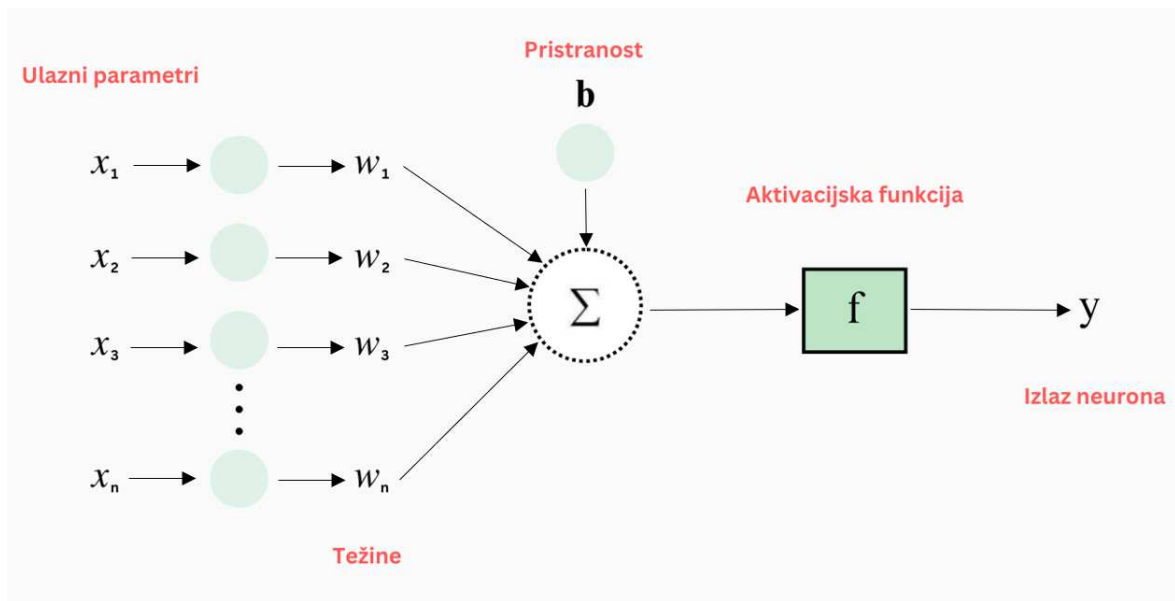 Pristranost
Ulazni parametri
b
x₁ w₁
Aktivacijska funkcija
x₂ w₂
Σ f y
x₃ w₃
Izlaz neurona
xₙ wₙ
Težine